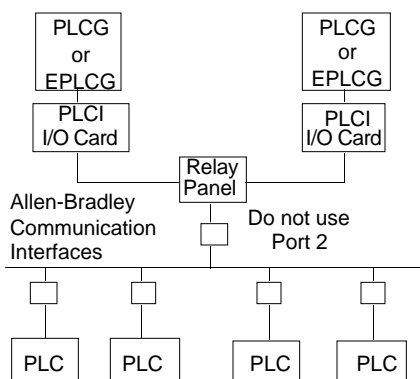 PLCG
or
EPLCG
PLCG
or
EPLCG
PLCI
I/O Card
PLCI
I/O Card
Relay
Panel
Allen-Bradley
Communication
Interfaces
Do not use
Port 2
PLC
PLC
PLC
PLC